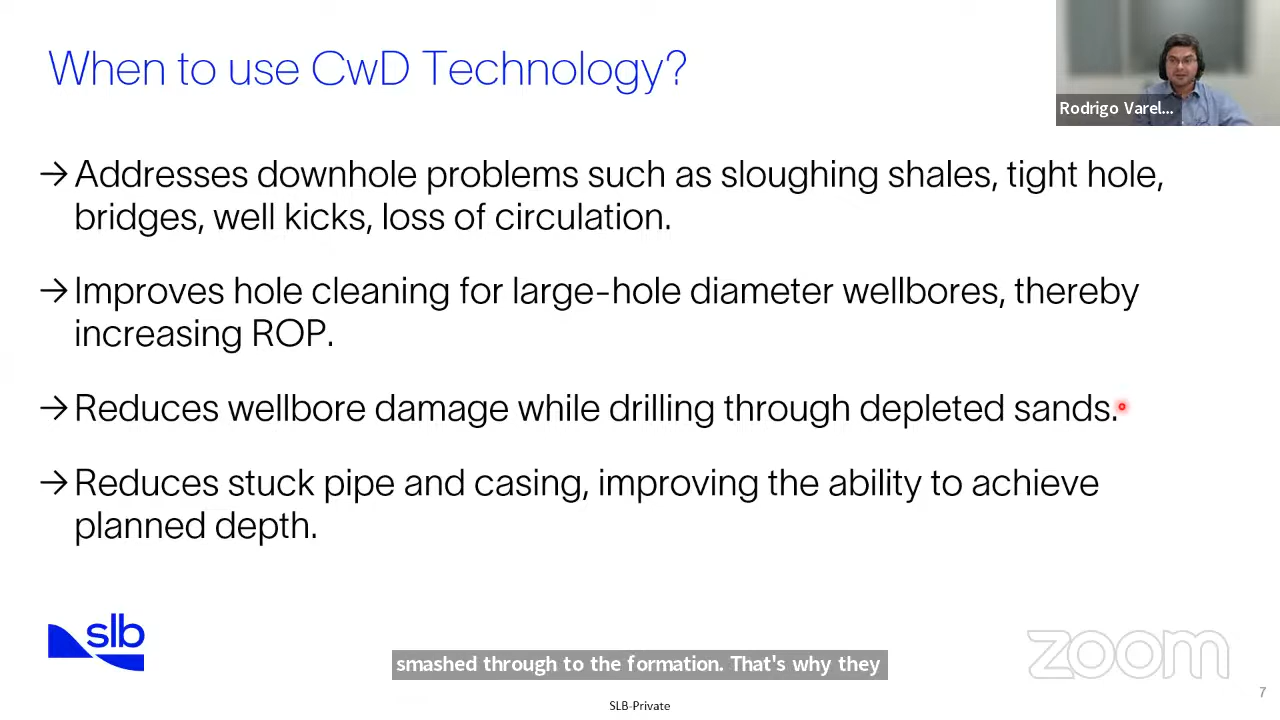 When to use CwD Technology?
Rodrigo Varel...
→ Addresses downhole problems such as sloughing shales, tight hole,
bridges, well kicks, loss of circulation.
→ Improves hole cleaning for large-hole diameter wellbores, thereby
increasing ROP.
→ Reduces wellbore damage while drilling through depleted sands.
→ Reduces stuck pipe and casing, improving the ability to achieve
planned depth.
slb
smashed through to the formation. That's why they
zoom
7
SLB-Private